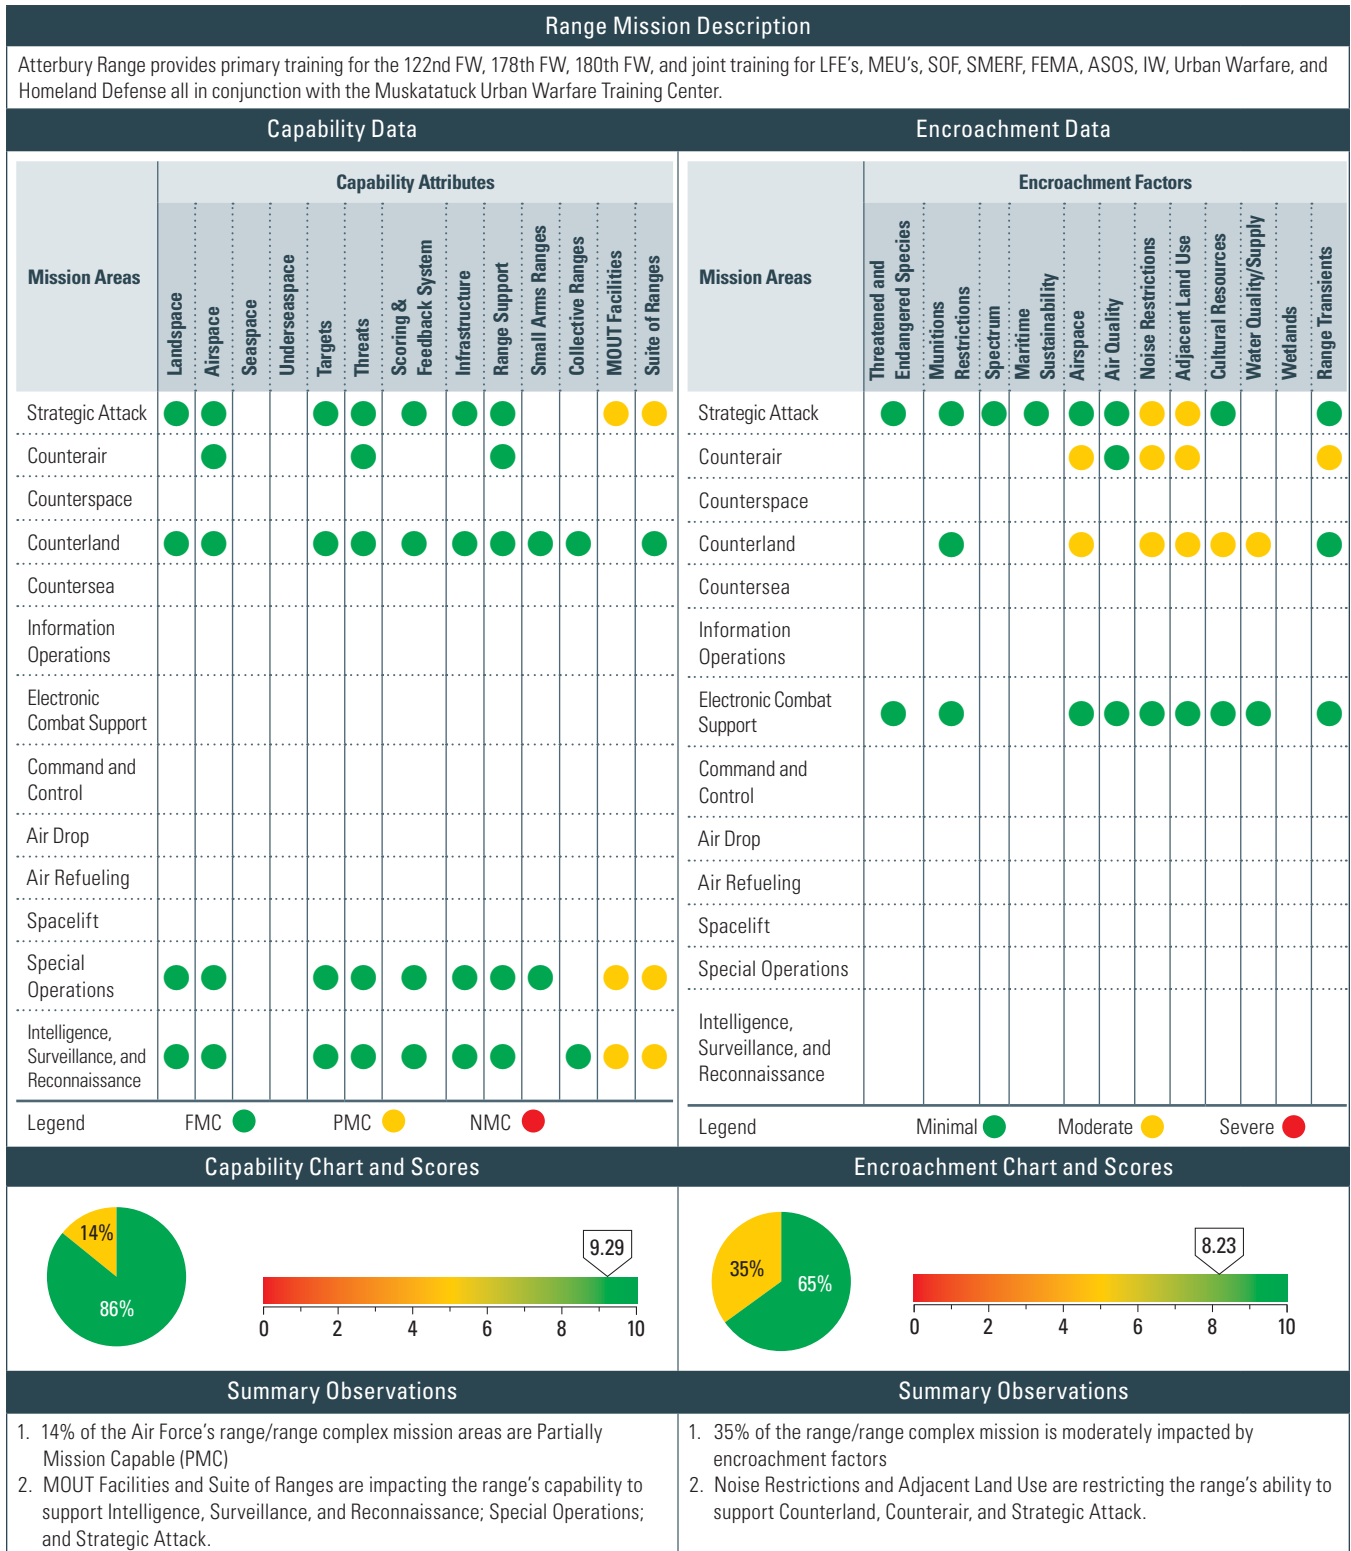 Range Mission Description
Atterbury Range provides primary training for the 122nd FW, 178th FW, 180th FW, and joint training for LFE's, MEU's, SOF, SMERF, FEMA, ASOS, IW, Urban Warfare, and
Homeland Defense all in conjunction with the Muskatatuck Urban Warfare Training Center.
Capability Data
Mission Areas
Capability Attributes
Landspace
Airspace
Seaspace
Underseaspace
Targets
Threats
Scoring &
Feedback System
Infrastructure
Range Support
Small Arms Ranges
Collective Ranges
MOUT Facilities
Suite of Ranges
Strategic Attack
Counterair
Counterspace
Counterland
Countersea
Information
Operations
Electronic
Combat Support
Command and
Control
Air Drop
Air Refueling
Spacelift
Special
Operations
Intelligence,
Surveillance, and
Reconnaissance
Legend FMC PMC NMC
Encroachment Data
Mission Areas
Encroachment Factors
Threatened and
Endangered Species
Munitions
Restrictions
Spectrum
Maritime
Sustainability
Airspace
Air Quality
Noise Restrictions
Adjacent Land Use
Cultural Resources
Water Quality/Supply
Wetlands
Range Transients
Strategic Attack
Counterair
Counterspace
Counterland
Countersea
Information
Operations
Electronic Combat
Support
Command and
Control
Air Drop
Air Refueling
Spacelift
Special Operations
Intelligence,
Surveillance, and
Reconnaissance
Legend Minimal Moderate Severe
Capability Chart and Scores
14%
86%
9.29
0 2 4 6 8 10
Encroachment Chart and Scores
35%
65%
8.23
0 2 4 6 8 10
Summary Observations
1. 14% of the Air Force's range/range complex mission areas are Partially
Mission Capable (PMC)
2. MOUT Facilities and Suite of Ranges are impacting the range's capability to
support Intelligence, Surveillance, and Reconnaissance; Special Operations;
and Strategic Attack.
Summary Observations
1. 35% of the range/range complex mission is moderately impacted by
encroachment factors
2. Noise Restrictions and Adjacent Land Use are restricting the range's ability to
support Counterland, Counterair, and Strategic Attack.